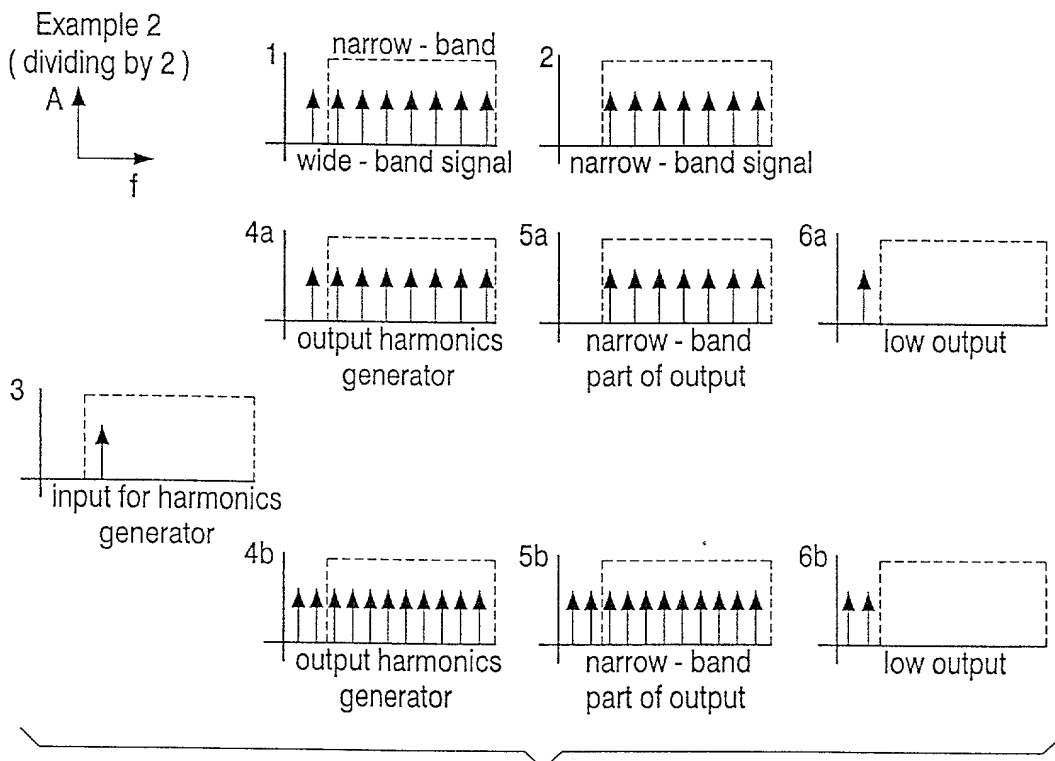 Example 2
( dividing by 2 )
A
f
1
narrow - band
wide - band signal
2
narrow - band signal
4a
output harmonics
generator
5a
narrow - band
part of output
6a
low output
3
input for harmonics
generator
4b
output harmonics
generator
5b
narrow - band
part of output
6b
low output